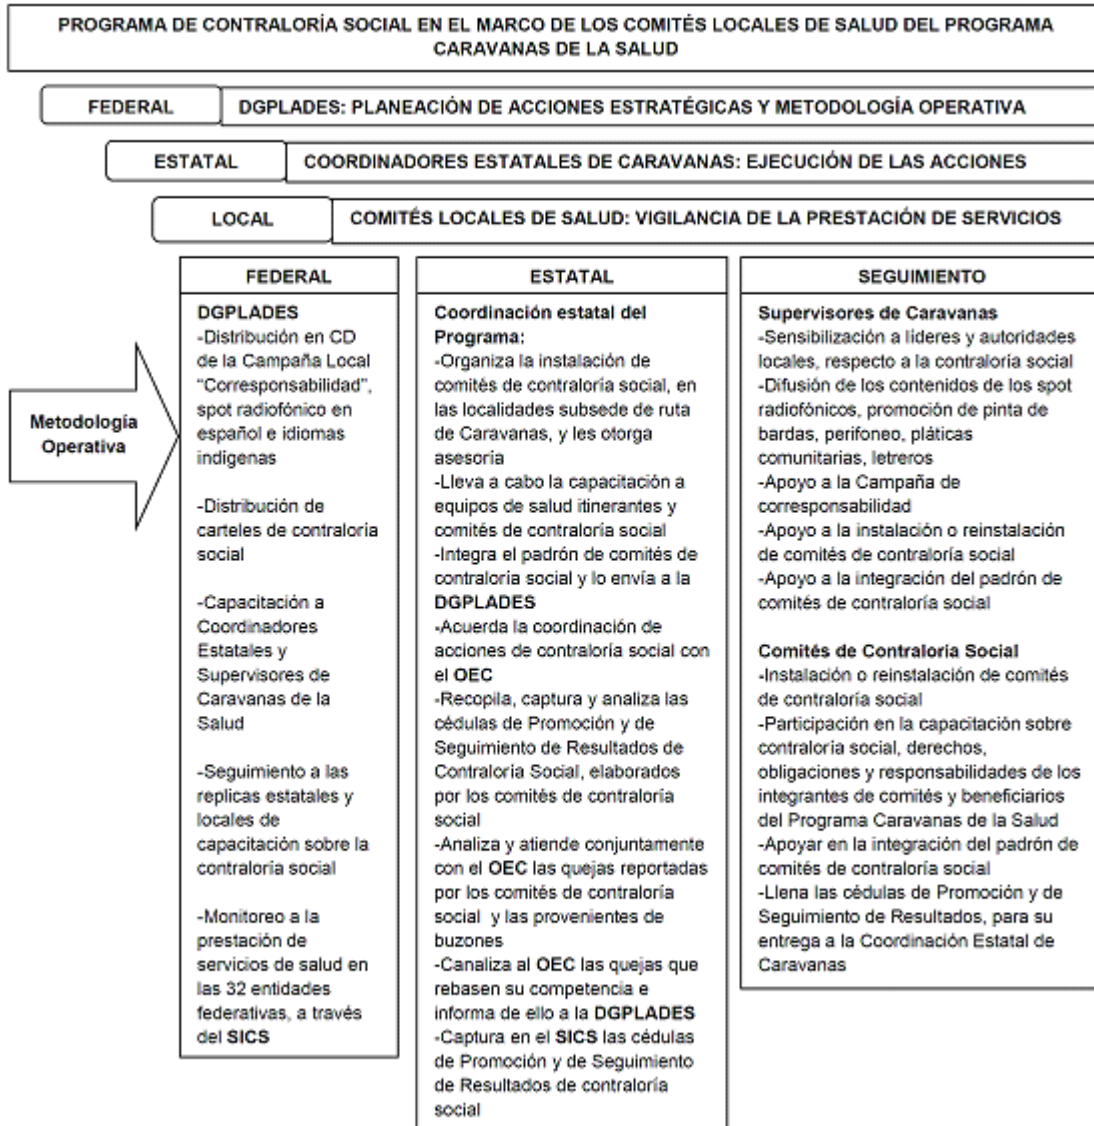 PROGRAMA DE CONTRALORÍA SOCIAL EN EL MARCO DE LOS COMITÉS LOCALES DE SALUD DEL PROGRAMA
CARAVANAS DE LA SALUD
FEDERAL
DGPLADES: PLANEACIÓN DE ACCIONES ESTRATÉGICAS Y METODOLOGÍA OPERATIVA
ESTATAL
COORDINADORES ESTATALES DE CARAVANAS: EJECUCIÓN DE LAS ACCIONES
LOCAL
COMITÉS LOCALES DE SALUD: VIGILANCIA DE LA PRESTACIÓN DE SERVICIOS
Metodología
Operativa
FEDERAL
DGPLADES
-Distribución en CD
de la Campaña Local
"Corresponsabilidad",
spot radiofónico en
español e idiomas
indígenas
-Distribución de
carteles de contraloría
social
-Capacitación a
Coordinadores
Estatales y
Supervisores de
Caravanas de la
Salud
-Seguimiento a las
replicas estatales y
locales de
capacitación sobre la
contraloría social
-Monitoreo a la
prestación de
servicios de salud en
las 32 entidades
federativas, a través
del SICS
ESTATAL
Coordinación estatal del
Programa:
-Organiza la instalación de
comités de contraloría social, en
las localidades subsede de ruta
de Caravanas, y les otorga
asesoría
-Lleva a cabo la capacitación a
equipos de salud itinerantes y
comités de contraloría social
-Integra el padrón de comités de
contraloría social y lo envía a la
DGPLADES
-Acuerda la coordinación de
acciones de contraloría social con
el OEC
-Recopila, captura y analiza las
cédulas de Promoción y de
Seguimiento de Resultados de
Contraloría Social, elaborados
por los comités de contraloría
social
-Analiza y atiende conjuntamente
con el OEC las quejas reportadas
por los comités de contraloría
social y las provenientes de
buzones
-Canaliza al OEC las quejas que
rebasen su competencia e
informa de ello a la DGPLADES
-Captura en el SICS las cédulas
de Promoción y de Seguimiento
de Resultados de contraloría
social
SEGUIMIENTO
Supervisores de Caravanas
-Sensibilización a líderes y autoridades
locales, respecto a la contraloría social
-Difusión de los contenidos de los spot
radiofónicos, promoción de pinta de
bardas, perifoneo, pláticas
comunitarias, letreros
-Apoyo a la Campaña de
corresponsabilidad
-Apoyo a la instalación o reinstalación
de comités de contraloría social
-Apoyo a la integración del padrón de
comités de contraloría social
Comités de Contraloría Social
-Instalación o reinstalación de comités
de contraloría social
-Participación en la capacitación sobre
contraloría social, derechos,
obligaciones y responsabilidades de los
integrantes de comités y beneficiarios
del Programa Caravanas de la Salud
-Apoyar en la integración del padrón de
comités de contraloría social
-Llena las cédulas de Promoción y de
Seguimiento de Resultados, para su
entrega a la Coordinación Estatal de
Caravanas